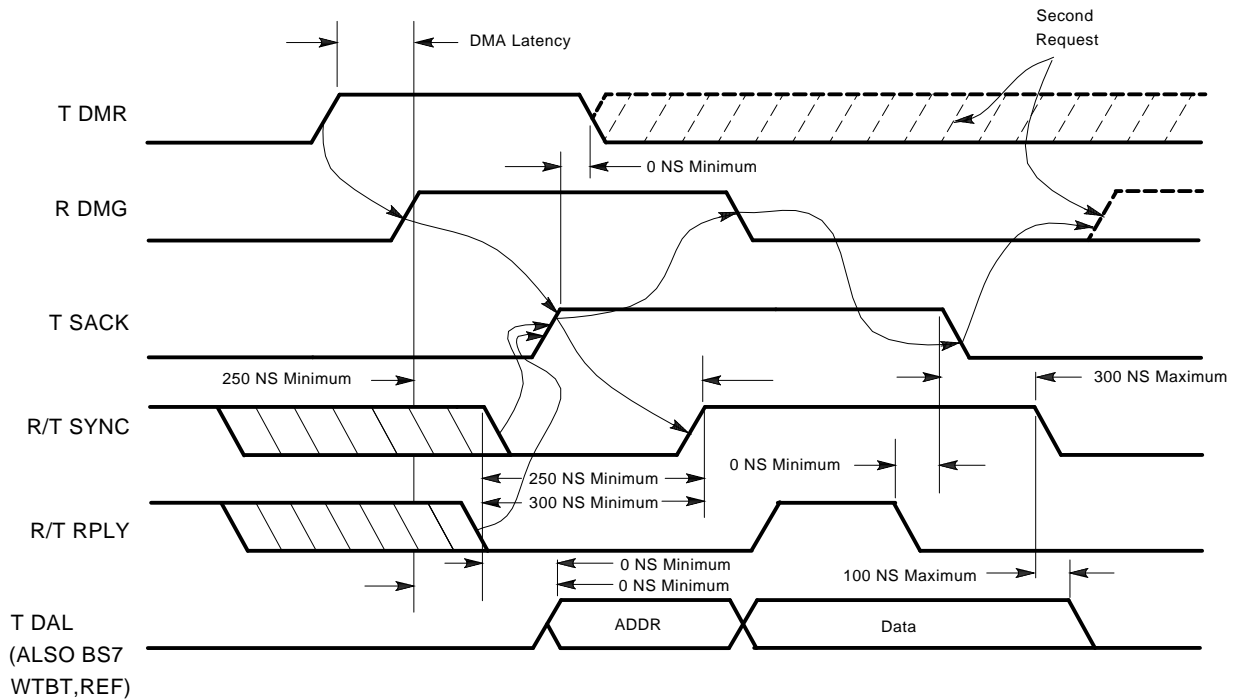 Second
Request
DMA Latency
T DMR
0 NS Minimum
R DMG
T SACK
250 NS Minimum
300 NS Maximum
R/T SYNC
0 NS Minimum
250 NS Minimum
300 NS Minimum
R/T RPLY
0 NS Minimum
100 NS Maximum
0 NS Minimum
T DAL
(ALSO BS7
WTBT,REF)
ADDR
Data